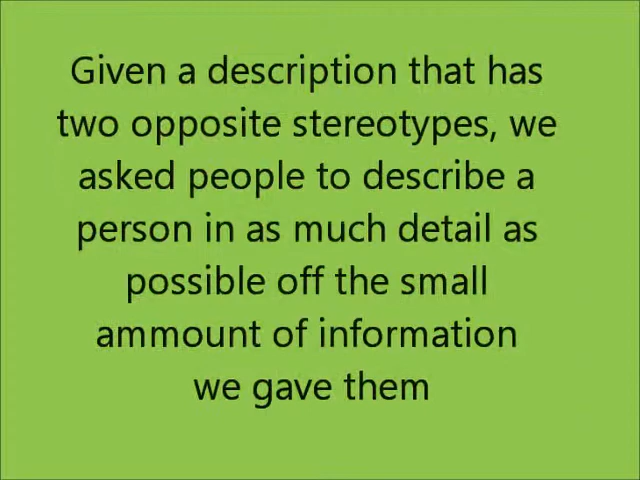 Given a description that has
two opposite stereotypes, we
asked people to describe a
person in as much detail as
possible off the small
ammount of information
we gave them